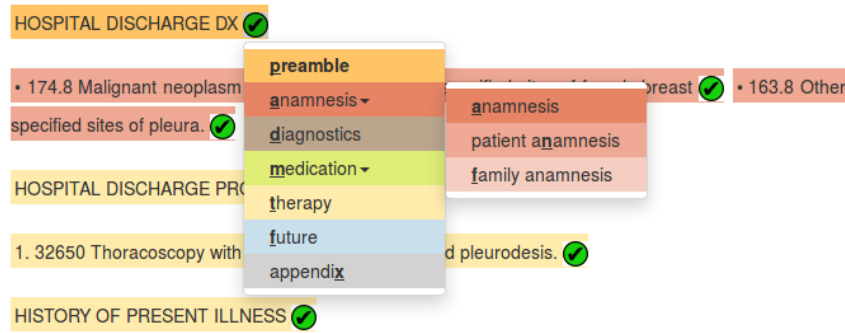 HOSPITAL DISCHARGE DX
preamble
• 174.8 Malignant neoplasm breast • 163.8 Other
anamnesis
anamnesis
specified sites of pleura.
diagnostics
patient anamnesis
medication
family anamnesis
HOSPITAL DISCHARGE
therapy
future
1. 32650 Thoracoscopy with pleurodesis.
appendix
HISTORY OF PRESENT ILLNESS